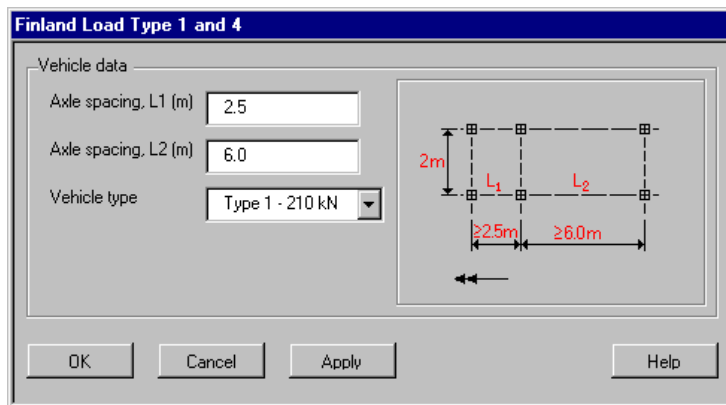 Finland Load Type 1 and 4
Vehicle data
Axle spacing, L1 (m)
2.5
Axle spacing, L2 (m)
6.0
Vehicle type
Type 1 - 210 kN
2m
L1
L2
≥2.5m
≥6.0m
OK
Cancel
Apply
Help